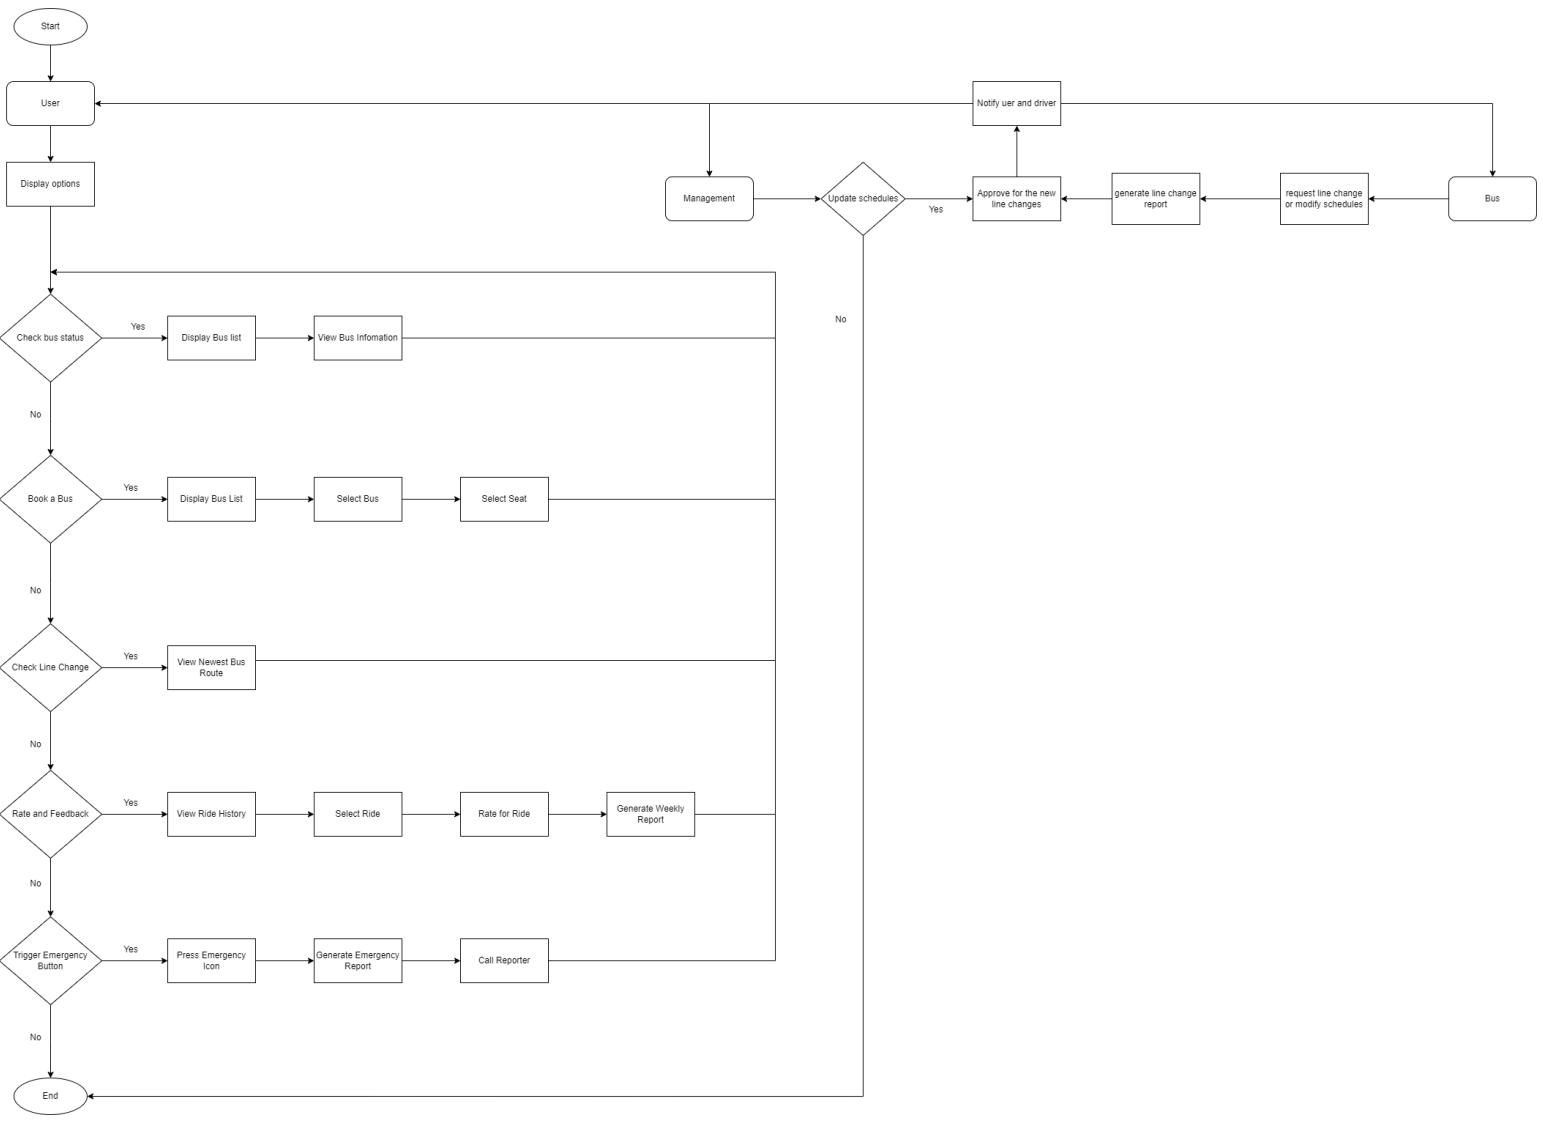 Start
User
Notify uer and driver
Display options
Management
Update schedules
Yes
Approve for the new
line changes
generate line change
report
request line change
or modify schedules
Bus
No
Check bus status
Yes
Display Bus list
View Bus Infomation
No
Book a Bus
Yes
Display Bus List
Select Bus
Select Seat
No
Check Line Change
Yes
View Newest Bus
Route
No
Rate and Feedback
Yes
View Ride History
Select Ride
Rate for Ride
Generate Weekly
Report
No
Trigger Emergency
Button
Yes
Press Emergency
Icon
Generate Emergency
Report
Call Reporter
No
End